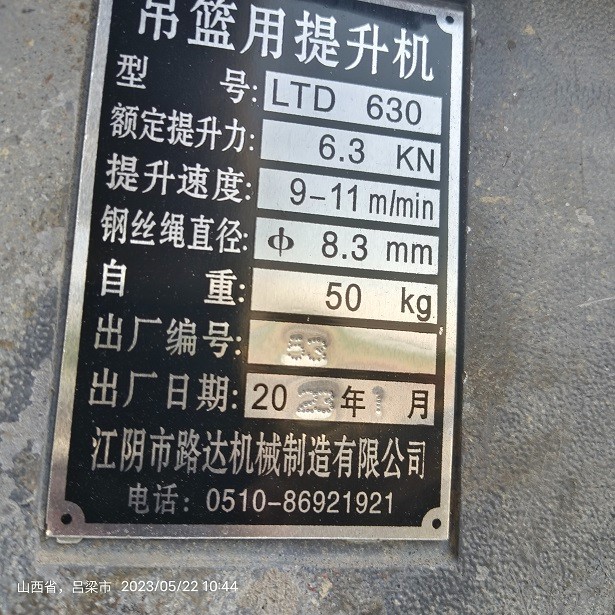 吊篮用提升机
型 号: LTD 630
额定提升力: 6.3 KN
提升速度: 9-11 m/min
钢丝绳直径: ф 8.3 mm
自 重: 50 kg
出厂编号:
出厂日期: 20 年 月
江阴市路达机械制造有限公司
电话: 0510-86921921
山西省，吕梁市 2023/05/22 10:44